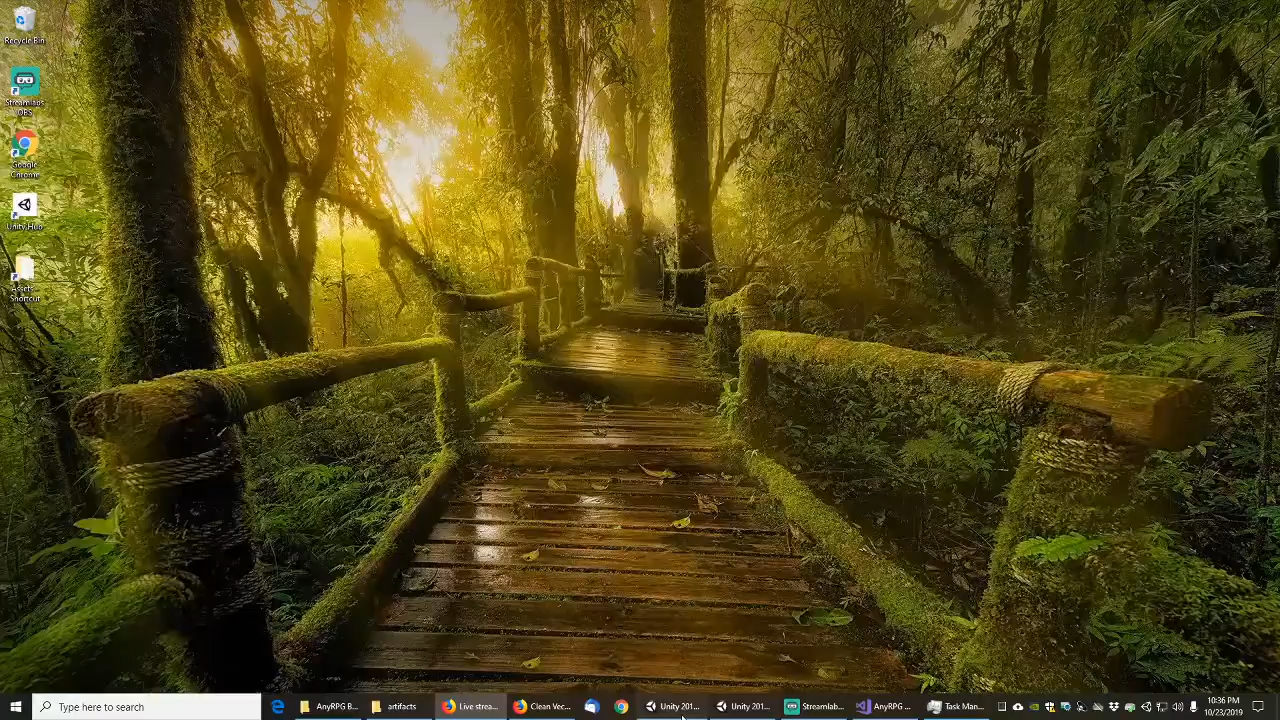 Recycle Bin
Streamlabs
OBS
Google
Chrome
Unity Hub
Assets -
Shortcut
Type here to search
AnyRPG B...
artifacts
Live strea...
Clean Vec...
Unity 201...
Unity 201...
Streamlab...
AnyRPG ...
Task Man...
10:36 PM
10/23/2019